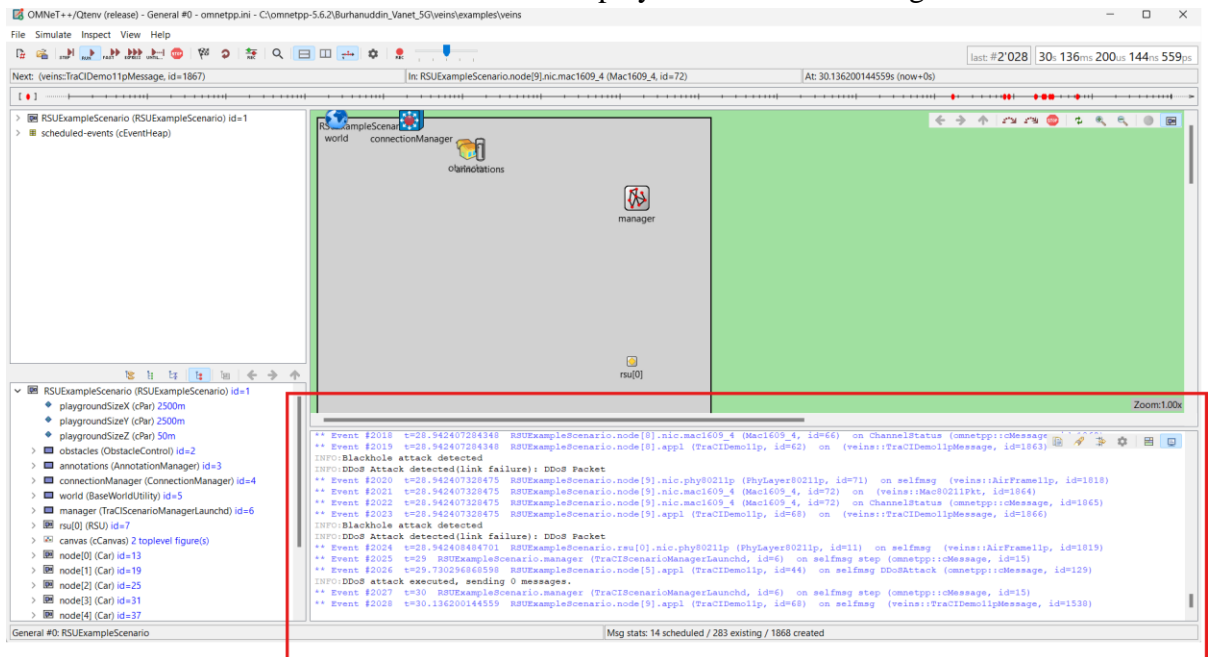 OMNeT++/Qtenv (release) - General #0 - omnetpp.ini - C:\omnetpp-5.6.2\Burhanuddin_Vanet_5G\veins\examples\veins
File Simulate Inspect View Help
STEP RUN FAST EXPRESS UNTIL... STOP REC REC
last: #2'028 30s 136ms 200us 144ns 559ps
Next: (veins:TraCIDemo11pMessage, id=1867) In: RSUExampleScenario.node[9].nic.mac1609_4 (Mac1609_4, id=72) At: 30.136200144559s (now+0s)
RSUExampleScenario (RSUExampleScenario) id=1
scheduled-events (cEventHeap)
world
connectionManager
manager
rsu[0]
Zoom:1.00x
RSUExampleScenario (RSUExampleScenario) id=1
playgroundSizeX (cPar) 2500m
playgroundSizeY (cPar) 2500m
playgroundSizeZ (cPar) 50m
obstacles (ObstacleControl) id=2
annotations (AnnotationManager) id=3
connectionManager (ConnectionManager) id=4
world (BaseWorldUtility) id=5
manager (TraCIScenarioManagerLaunchd) id=6
rsu[0] (RSU) id=7
canvas (cCanvas) 2 toplevel figure(s)
node[0] (Car) id=13
node[1] (Car) id=19
node[2] (Car) id=25
node[3] (Car) id=31
node[4] (Car) id=37
** Event #2018 t=28.942407284348 RSUExampleScenario.node[8].nic.mac1609_4 (Mac1609_4, id=66) on ChannelStatus (omnetpp::cMessage
** Event #2019 t=28.942407284348 RSUExampleScenario.node[8].appl (TraCIDemo11p, id=62) on (veins::TraCIDemo11pMessage, id=1863)
INFO:Blackhole attack detected
INFO:DDoS Attack detected(link failure): DDoS Packet
** Event #2020 t=28.942407328475 RSUExampleScenario.node[9].nic.phy80211p (PhyLayer80211p, id=71) on selfmsg (veins::AirFrame11p, id=1818)
** Event #2021 t=28.942407328475 RSUExampleScenario.node[9].nic.mac1609_4 (Mac1609_4, id=72) on (veins::Mac80211Pkt, id=1864)
** Event #2022 t=28.942407328475 RSUExampleScenario.node[9].nic.mac1609_4 (Mac1609_4, id=72) on ChannelStatus (omnetpp::cMessage, id=1865)
** Event #2023 t=28.942407328475 RSUExampleScenario.node[9].appl (TraCIDemo11p, id=68) on (veins::TraCIDemo11pMessage, id=1866)
INFO:Blackhole attack detected
INFO:DDoS Attack detected(link failure): DDoS Packet
** Event #2024 t=28.942408484701 RSUExampleScenario.rsu[0].nic.phy80211p (PhyLayer80211p, id=11) on selfmsg (veins::AirFrame11p, id=1819)
** Event #2025 t=29 RSUExampleScenario.manager (TraCIScenarioManagerLaunchd, id=6) on selfmsg step (omnetpp::cMessage, id=15)
** Event #2026 t=29.730296868598 RSUExampleScenario.node[5].appl (TraCIDemo11p, id=44) on selfmsg DDoSAttack (omnetpp::cMessage, id=129)
INFO:DDoS attack executed, sending 0 messages.
** Event #2027 t=30 RSUExampleScenario.manager (TraCIScenarioManagerLaunchd, id=6) on selfmsg step (omnetpp::cMessage, id=15)
** Event #2028 t=30.136200144559 RSUExampleScenario.node[9].appl (TraCIDemo11p, id=68) on selfmsg (veins::TraCIDemo11pMessage, id=1530)
General #0: RSUExampleScenario Msg stats: 14 scheduled / 283 existing / 1868 created